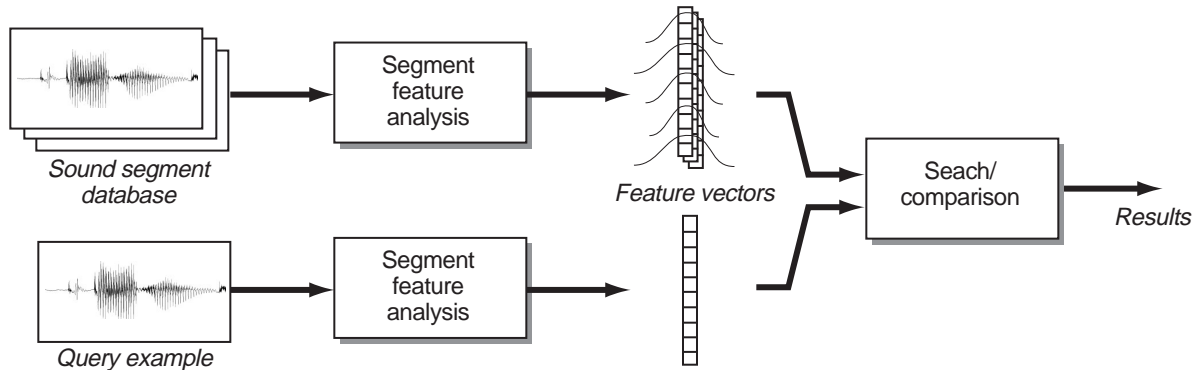 Segment
feature
analysis
Sound segment
database
Feature vectors
Seach/
comparison
Results
Segment
feature
analysis
Query example